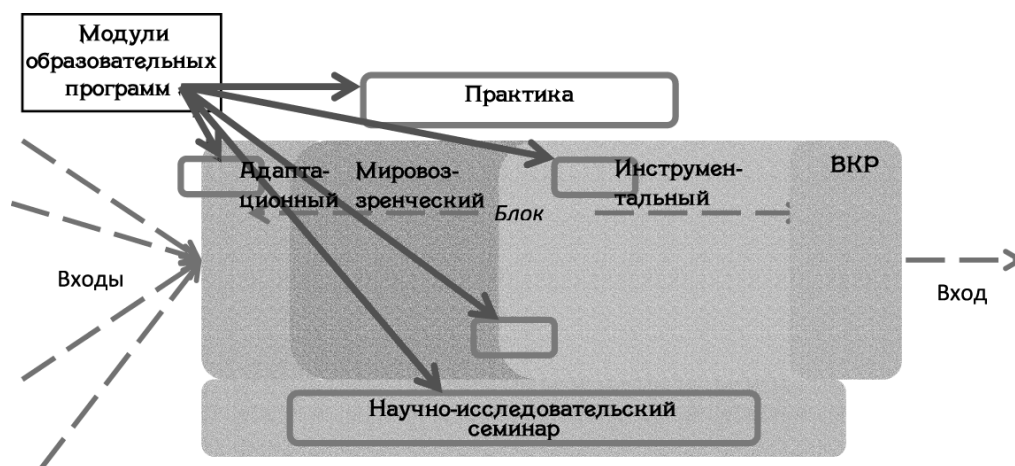 Модули
образовательных
программ
Практика
Адапта-
ционный
Мировоз-
зренческий
Инструмен-
тальный
ВКР
Блок
Входы
Вход
Научно-исследовательский
семинар